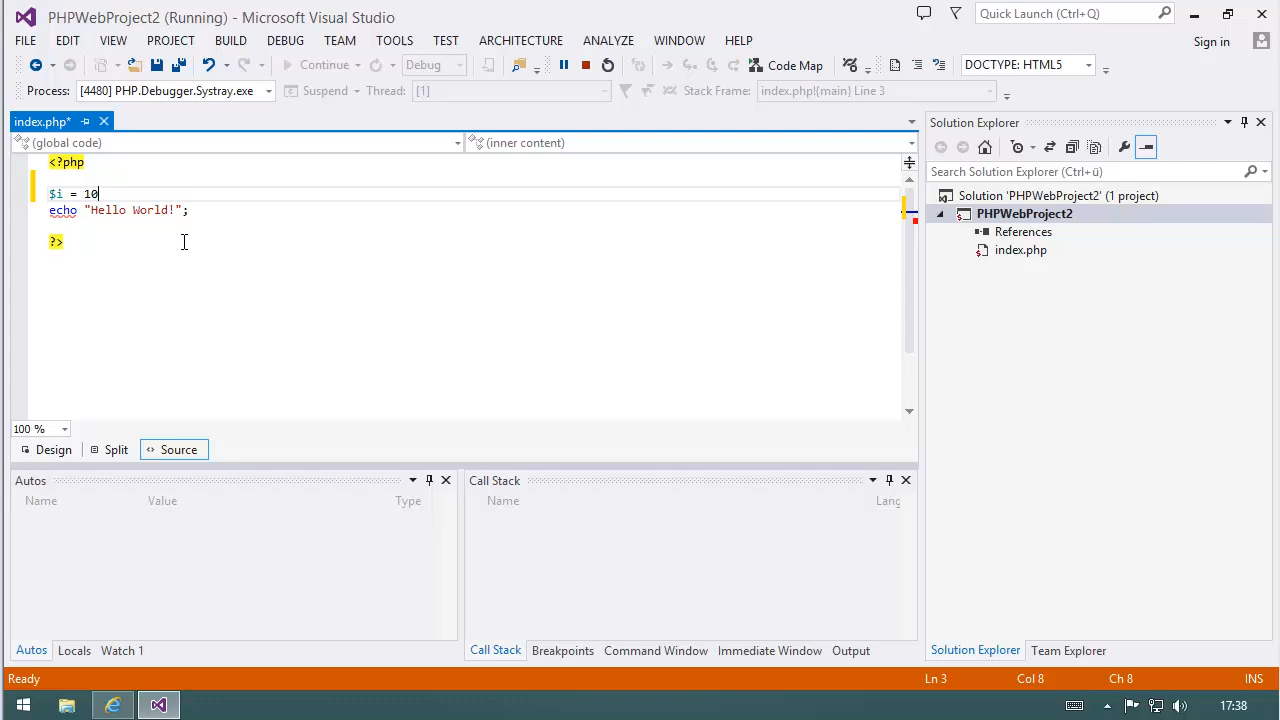 PHPWebProject2 (Running) - Microsoft Visual Studio
Quick Launch (Ctrl+Q)
FILE EDIT VIEW PROJECT BUILD DEBUG TEAM TOOLS TEST ARCHITECTURE ANALYZE WINDOW HELP
Sign in
Continue Debug Code Map DOCTYPE: HTML5
Process: [4480] PHP.Debugger.Systray.exe Suspend Thread: [1] Stack Frame: index.php!{main} Line 3
index.php*
(global code) (inner content)
<?php
$i = 10
echo "Hello World!";
?>
100 %
Design Split Source
Solution Explorer
Search Solution Explorer (Ctrl+ü)
Solution 'PHPWebProject2' (1 project)
PHPWebProject2
References
index.php
Autos
Name Value Type
Call Stack
Name Lang
Autos Locals Watch 1
Call Stack Breakpoints Command Window Immediate Window Output
Solution Explorer Team Explorer
Ready Ln 3 Col 8 Ch 8 INS
17:38